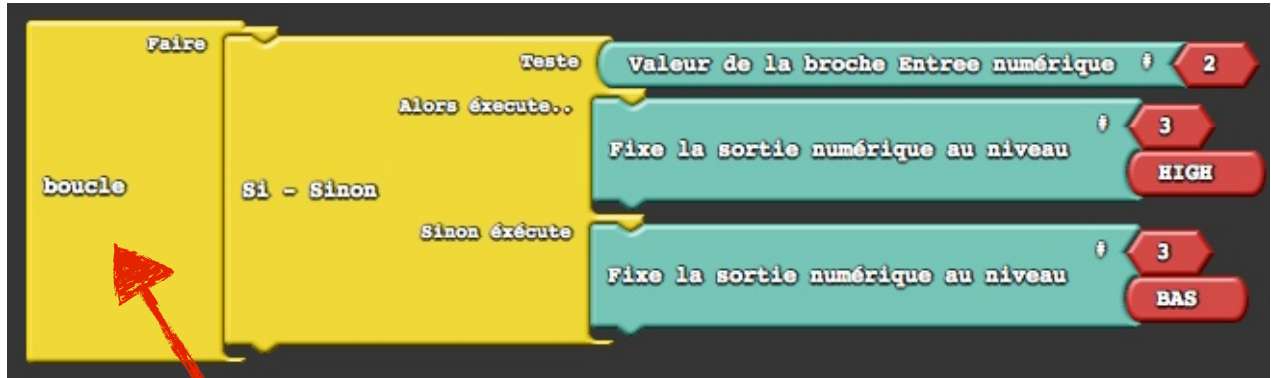 Faire
Teste
Valeur de la broche Entree numérique # 2
Alors éxecute..
Fixe la sortie numérique au niveau
# 3
HIGH
boucle
Si - Sinon
Sinon éxécute
Fixe la sortie numérique au niveau
# 3
BAS